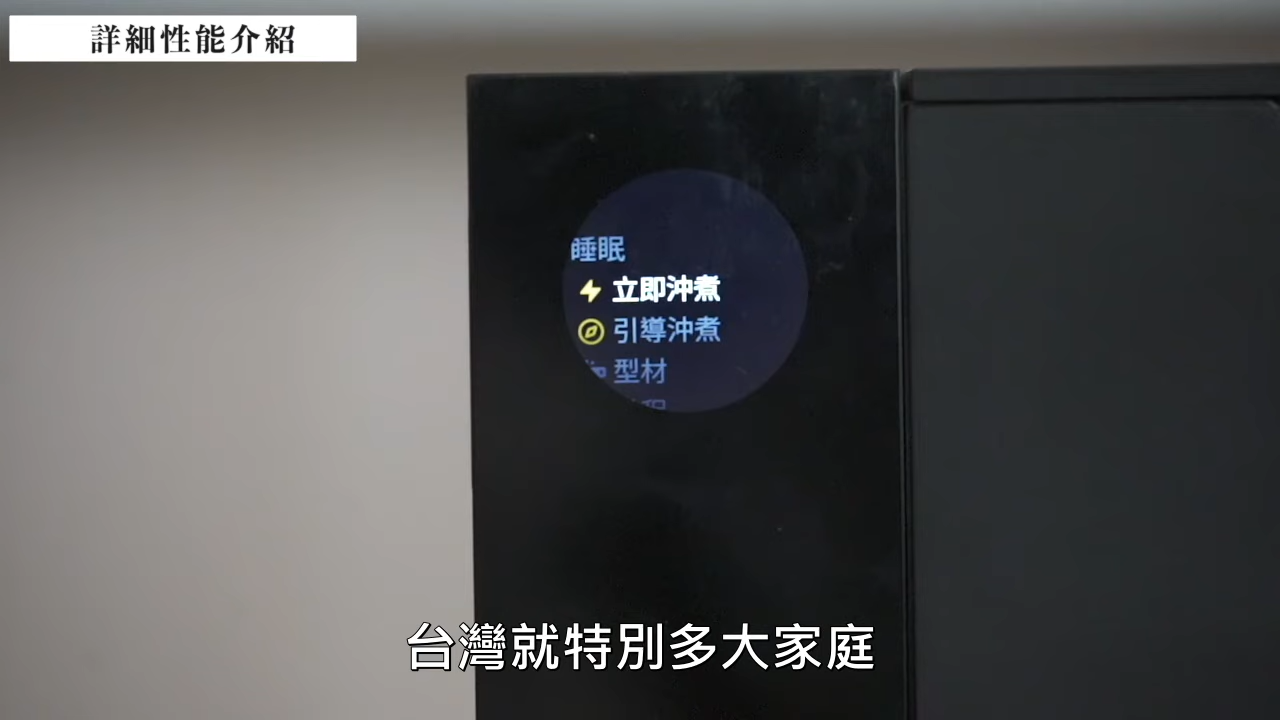 詳細性能介紹
睡眠
立即沖煮
引導沖煮
型材
台灣就特別多大家庭